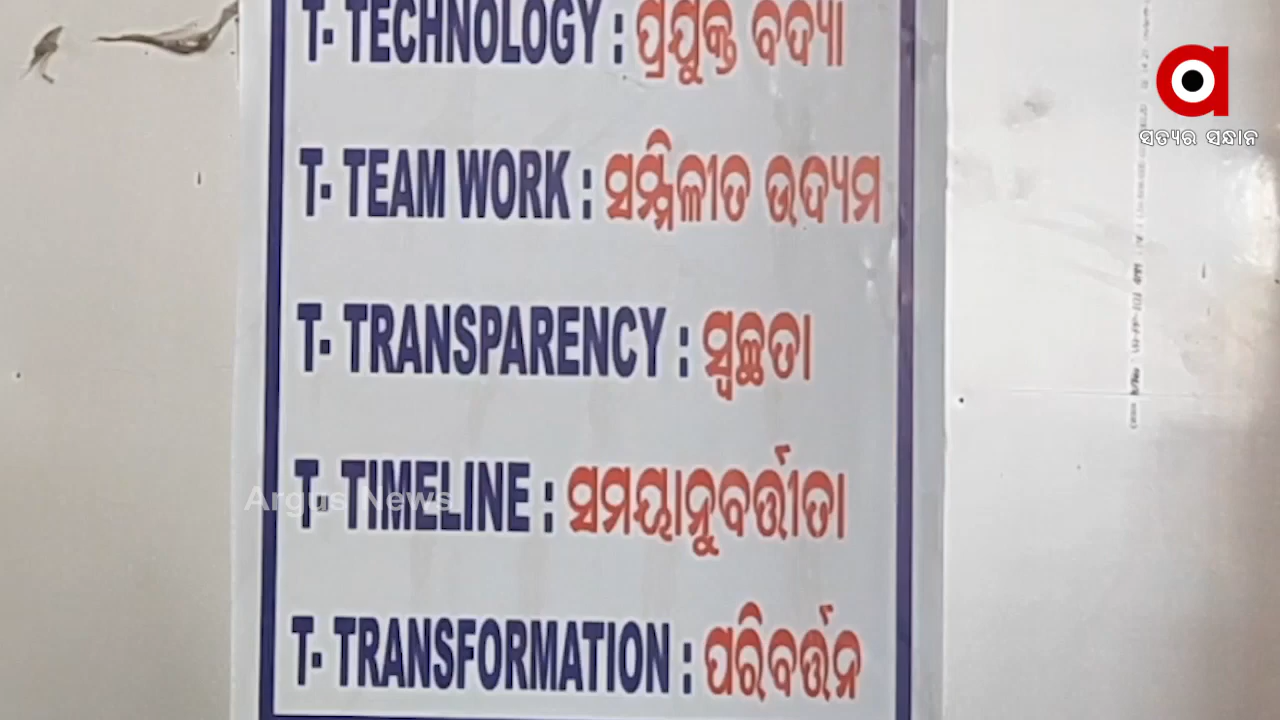 T- TECHNOLOGY : ପ୍ରଯୁକ୍ତ ବିଦ୍ୟା
T- TEAM WORK : ସମ୍ମିଳୀତ ଉଦ୍ୟମ
T- TRANSPARENCY : ସ୍ୱଚ୍ଛତା
T- TIMELINE : ସମୟାନୁବର୍ତ୍ତୀତା
T- TRANSFORMATION : ପରିବର୍ତ୍ତନ
ସତ୍ୟର ସନ୍ଧାନ
Argus News